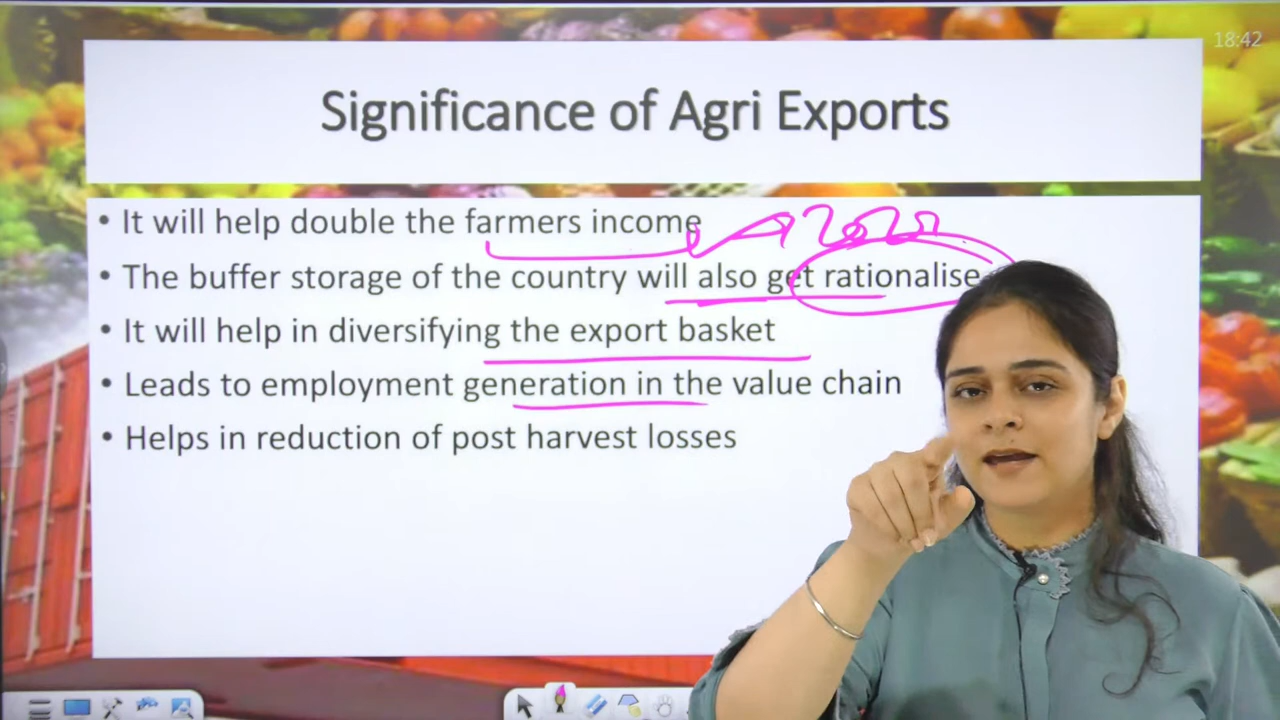 18:42
Significance of Agri Exports
• It will help double the farmers income
• The buffer storage of the country will also get rationalise
• It will help in diversifying the export basket
• Leads to employment generation in the value chain
• Helps in reduction of post harvest losses